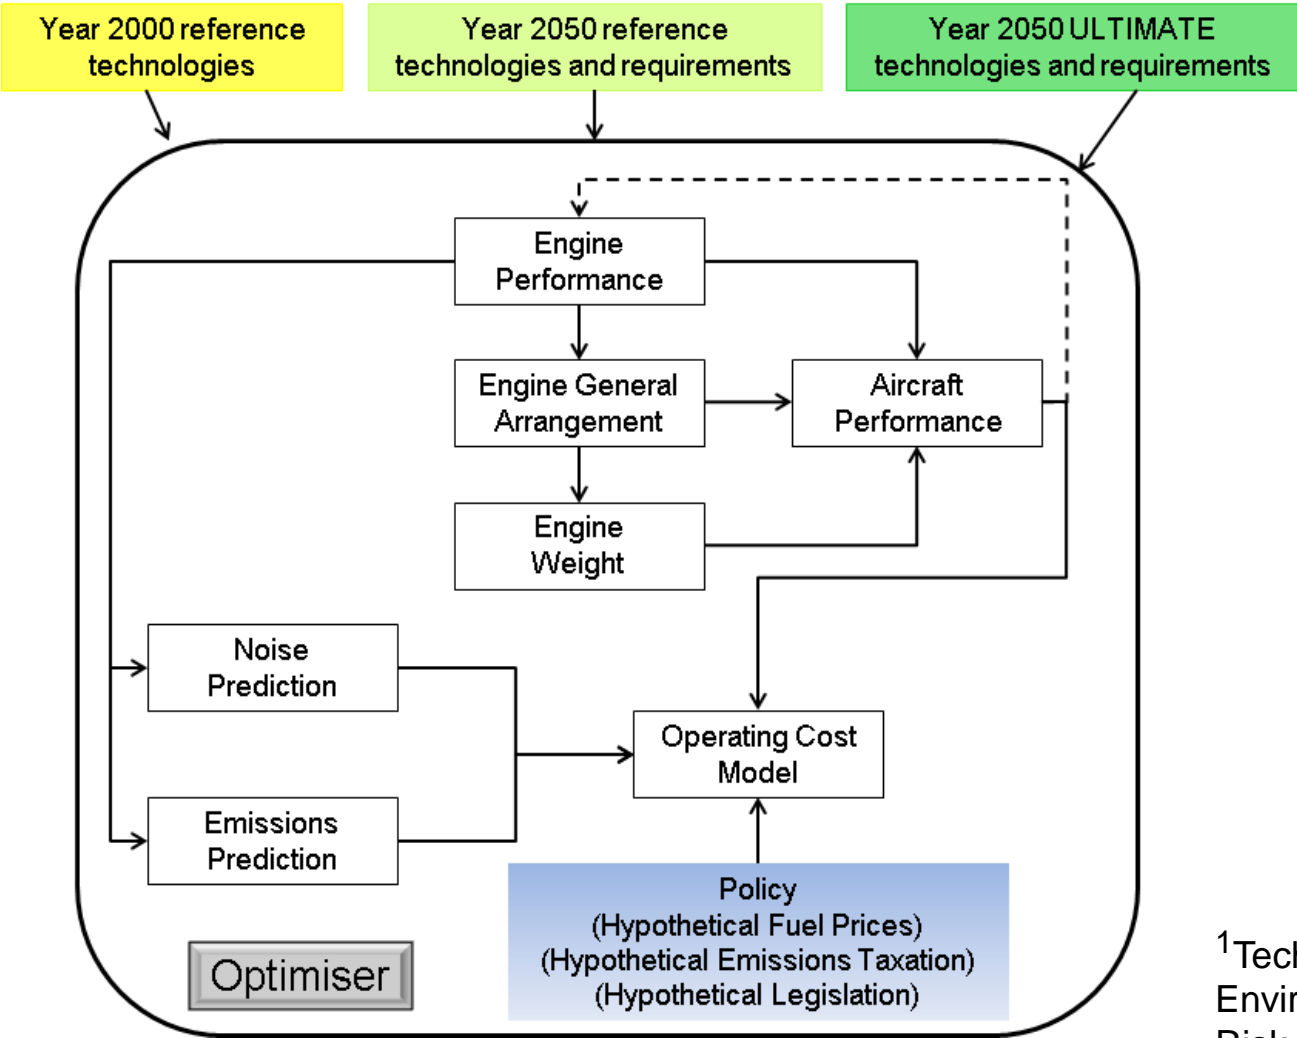 Year 2000 reference
technologies
Year 2050 reference
technologies and requirements
Year 2050 ULTIMATE
technologies and requirements
Engine
Performance
Engine General
Arrangement
Aircraft
Performance
Engine
Weight
Noise
Prediction
Operating Cost
Model
Emissions
Prediction
Policy
(Hypothetical Fuel Prices)
(Hypothetical Emissions Taxation)
(Hypothetical Legislation)
Optimiser